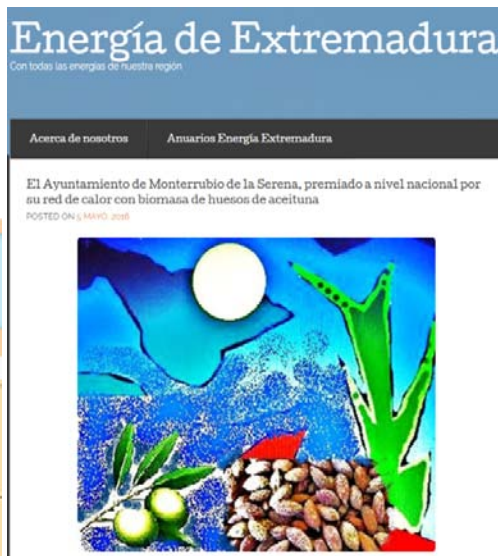 Energía de Extremadura
Con todas las energías de nuestra región
Acerca de nosotros
Anuarios Energía Extremadura
El Ayuntamiento de Monterrubio de la Serena, premiado a nivel nacional por
su red de calor con biomasa de huesos de aceituna
POSTED ON 5 MAYO, 2016